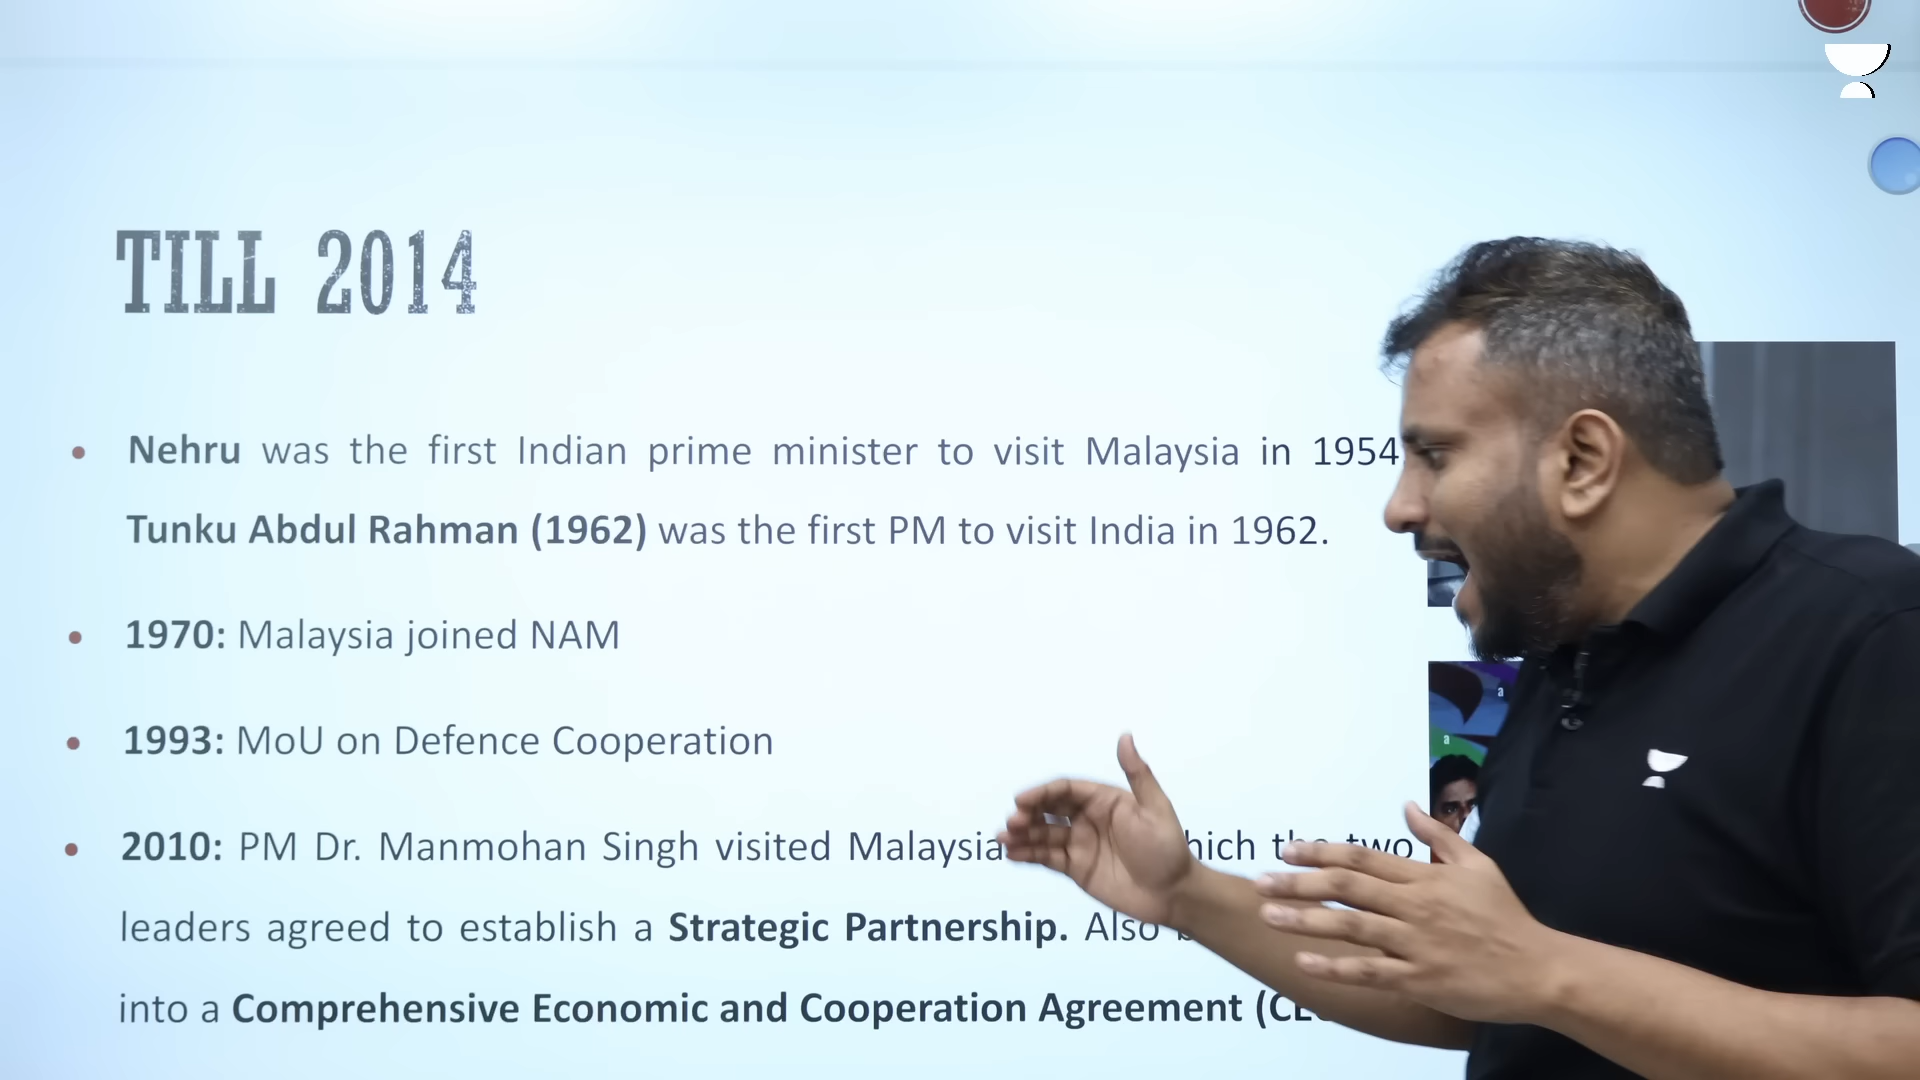 TILL 2014
Nehru was the first Indian prime minister to visit Malaysia in 1954
Tunku Abdul Rahman (1962) was the first PM to visit India in 1962.
1970: Malaysia joined NAM
1993: MoU on Defence Cooperation
2010: PM Dr. Manmohan Singh visited Malaysia the two
leaders agreed to establish a Strategic Partnership. Also
into a Comprehensive Economic and Cooperation Agreement
a
a